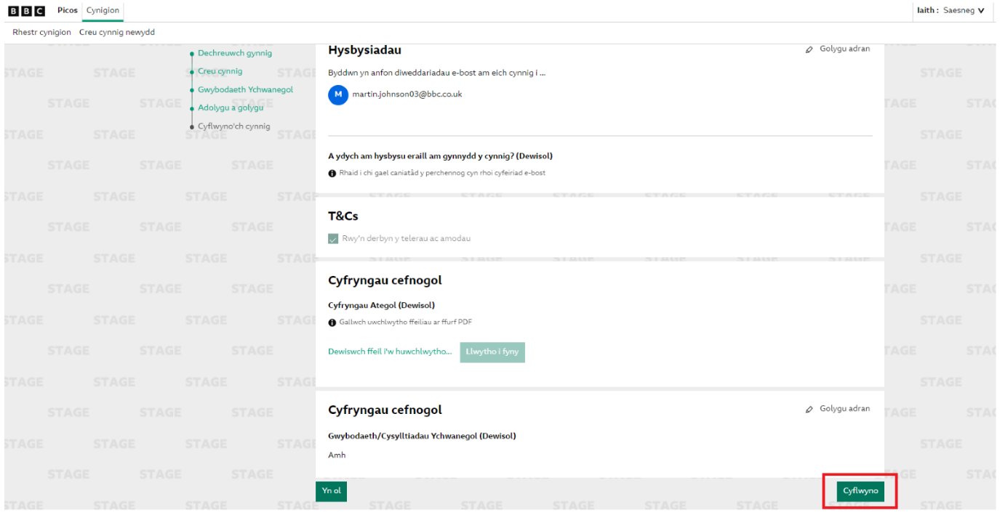 BBC Picos Cynigion Iaith : Saesneg
Rhestr cynigion Creu cynnig newydd
Dechreuwch gynnig
Creu cynnig
Gwybodaeth Ychwanegol
Adolygu a golygu
Cyflwyno'ch cynnig
Hysbysiadau Golygu adran
Byddwn yn anfon diweddariadau e-bost am eich cynnig i ...
M martin.johnson03@bbc.co.uk
A ydych am hysbysu eraill am gynnydd y cynnig? (Dewisol)
Rhaid i chi gael caniatâd y perchennog cyn rhoi cyfeiriad e-bost
T&Cs
Rwy'n derbyn y telerau ac amodau
Cyfryngau cefnogol
Cyfryngau Ategol (Dewisol)
Gallwch uwchlwytho ffeiliau ar ffurf PDF
Dewiswch ffeil i'w huwchlwytho... Llwytho i fyny
Cyfryngau cefnogol Golygu adran
Gwybodaeth/Cysylltiadau Ychwanegol (Dewisol)
Amh
Yn ol Cyflwyno
STAGE